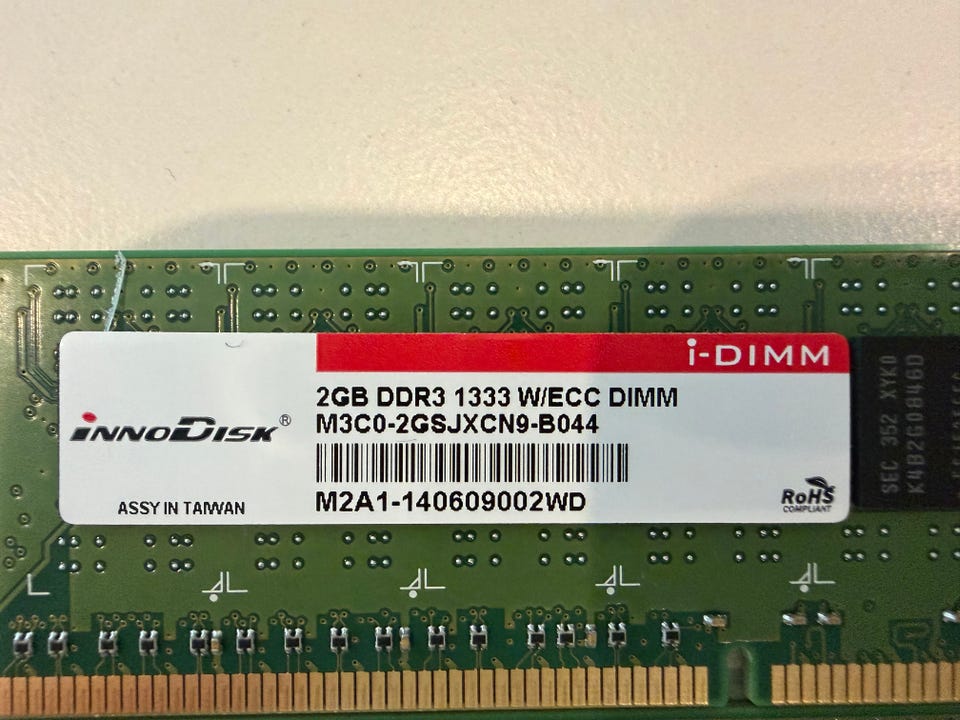 i-DIMM
2GB DDR3 1333 W/ECC DIMM
M3C0-2GSJXCN9-B044
INNODISK®
M2A1-140609002WD
ASSY IN TAIWAN
RoHS
COMPLIANT
SEC 352 XYK0
K4B2G0846D